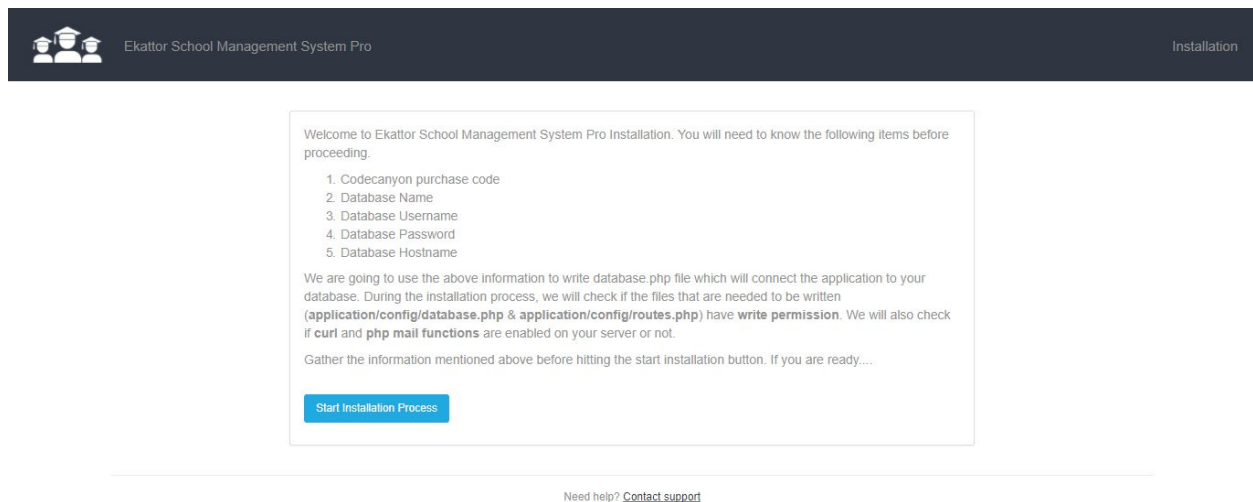 Ekattor School Management System Pro
Installation
Welcome to Ekattor School Management System Pro Installation. You will need to know the following items before
proceeding.
1. Codecanyon purchase code
2. Database Name
3. Database Username
4. Database Password
5. Database Hostname
We are going to use the above information to write database.php file which will connect the application to your
database. During the installation process, we will check if the files that are needed to be written
(application/config/database.php & application/config/routes.php) have write permission. We will also check
if curl and php mail functions are enabled on your server or not.
Gather the information mentioned above before hitting the start installation button. If you are ready....
Start Installation Process
Need help? Contact support